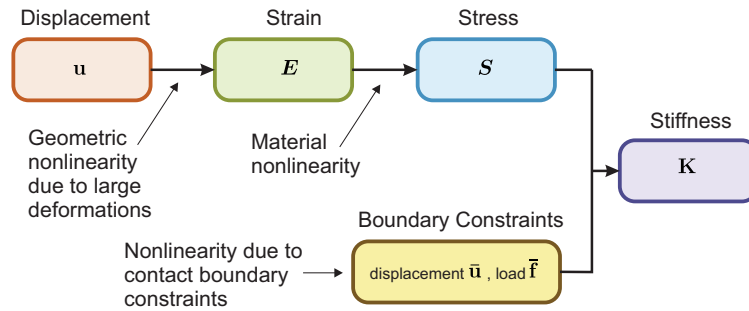 Displacement
Strain
Stress
u
E
S
Geometric
nonlinearity
due to large
deformations
Material
nonlinearity
Stiffness
K
Boundary Constraints
Nonlinearity due to
contact boundary
constraints
displacement ū , load f̄